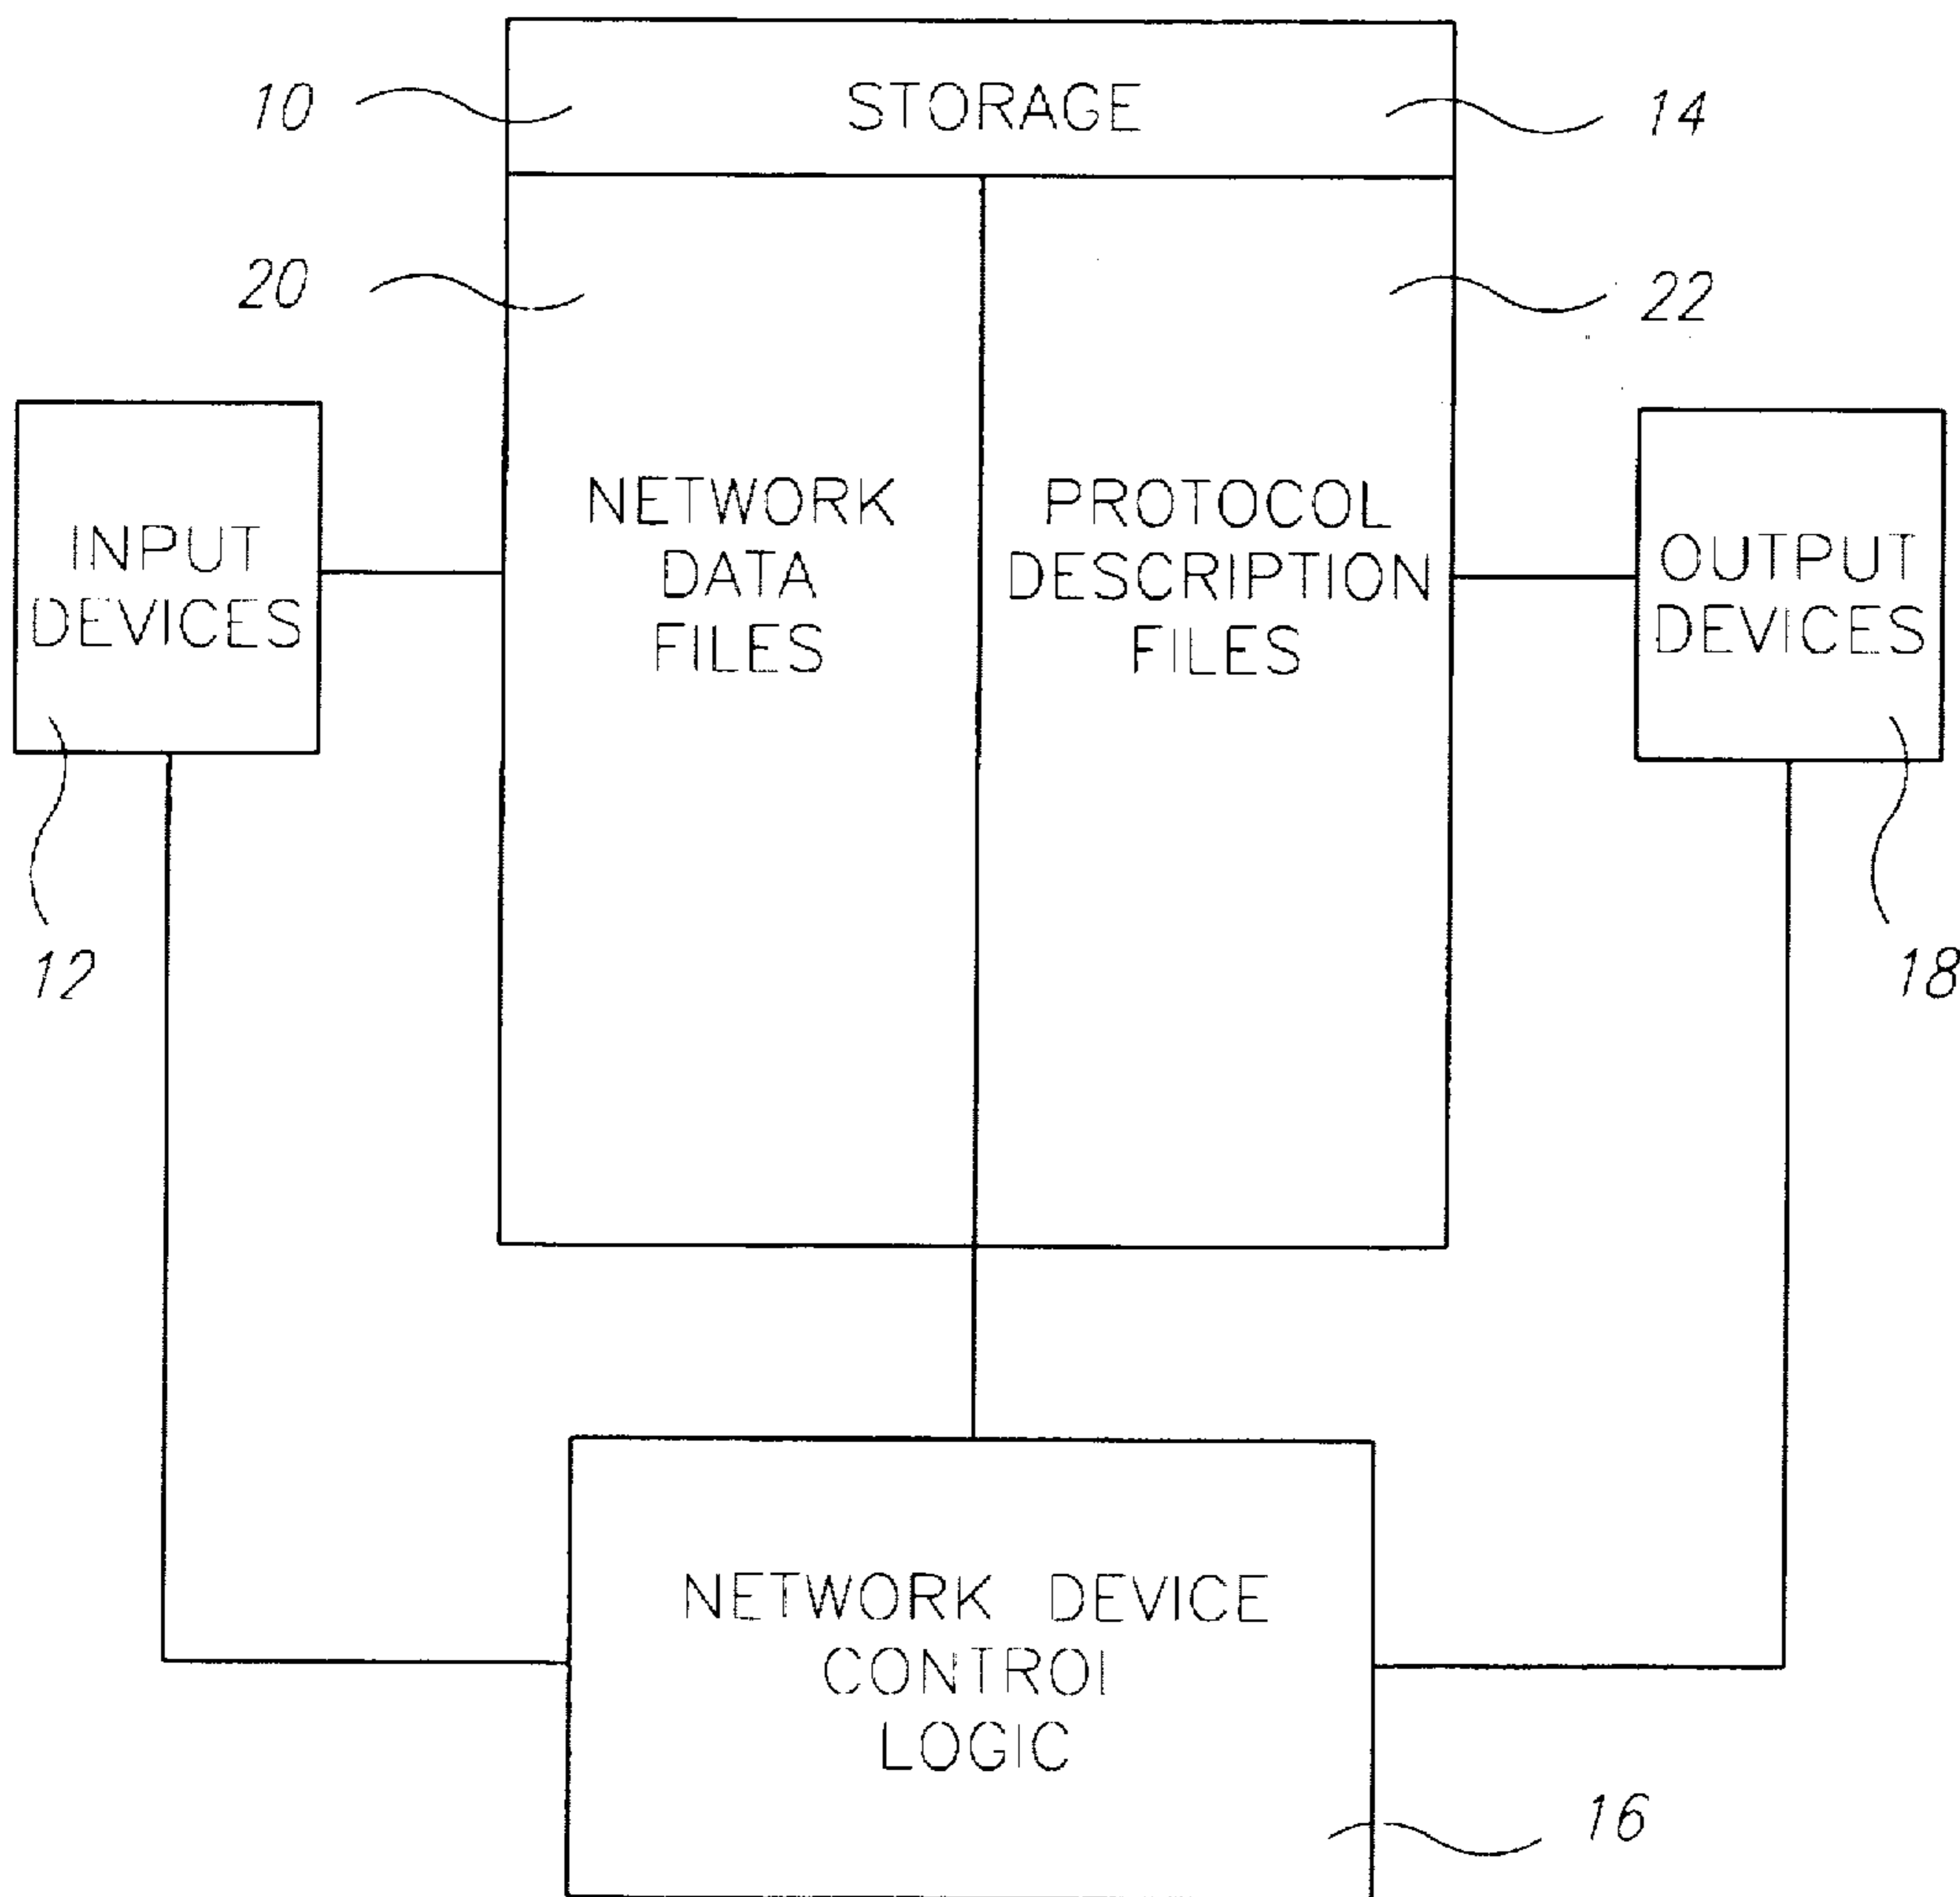 10
STORAGE
14
20
22
NETWORK
DATA
FILES
PROTOCOL
DESCRIPTION
FILES
INPUT
DEVICES
OUTPUT
DEVICES
12
18
NETWORK DEVICE
CONTROl
LOGIC
16